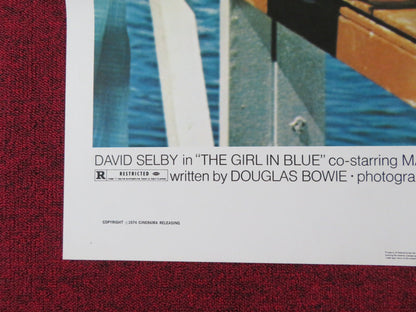 DAVID SELBY in "THE GIRL IN BLUE" co-starring MA
R RESTRICTED written by DOUGLAS BOWIE · photogra
COPYRIGHT ©1974 CINERAMA RELEASING